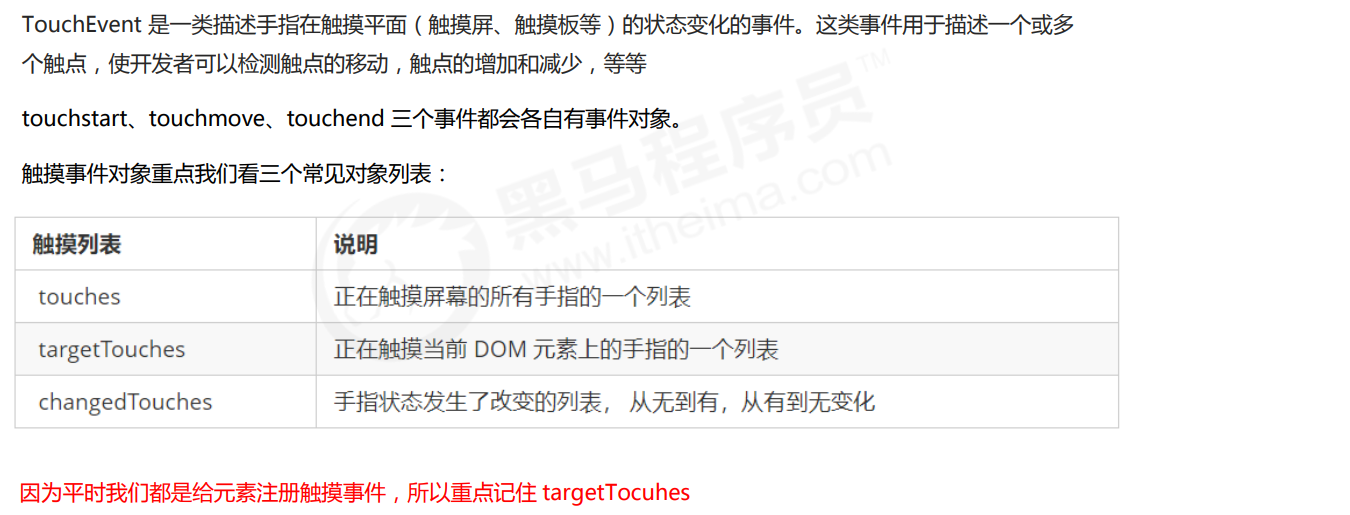 TouchEvent 是一类描述手指在触摸平面（触摸屏、触摸板等）的状态变化的事件。这类事件用于描述一个或多
个触点，使开发者可以检测触点的移动，触点的增加和减少，等等
touchstart、touchmove、touchend 三个事件都会各自有事件对象。
触摸事件对象重点我们看三个常见对象列表：
触摸列表 说明
touches 正在触摸屏幕的所有手指的一个列表
targetTouches 正在触摸当前 DOM 元素上的手指的一个列表
changedTouches 手指状态发生了改变的列表， 从无到有，从有到无变化
因为平时我们都是给元素注册触摸事件，所以重点记住 targetTocuhes
黑马程序员™
www.itheima.com